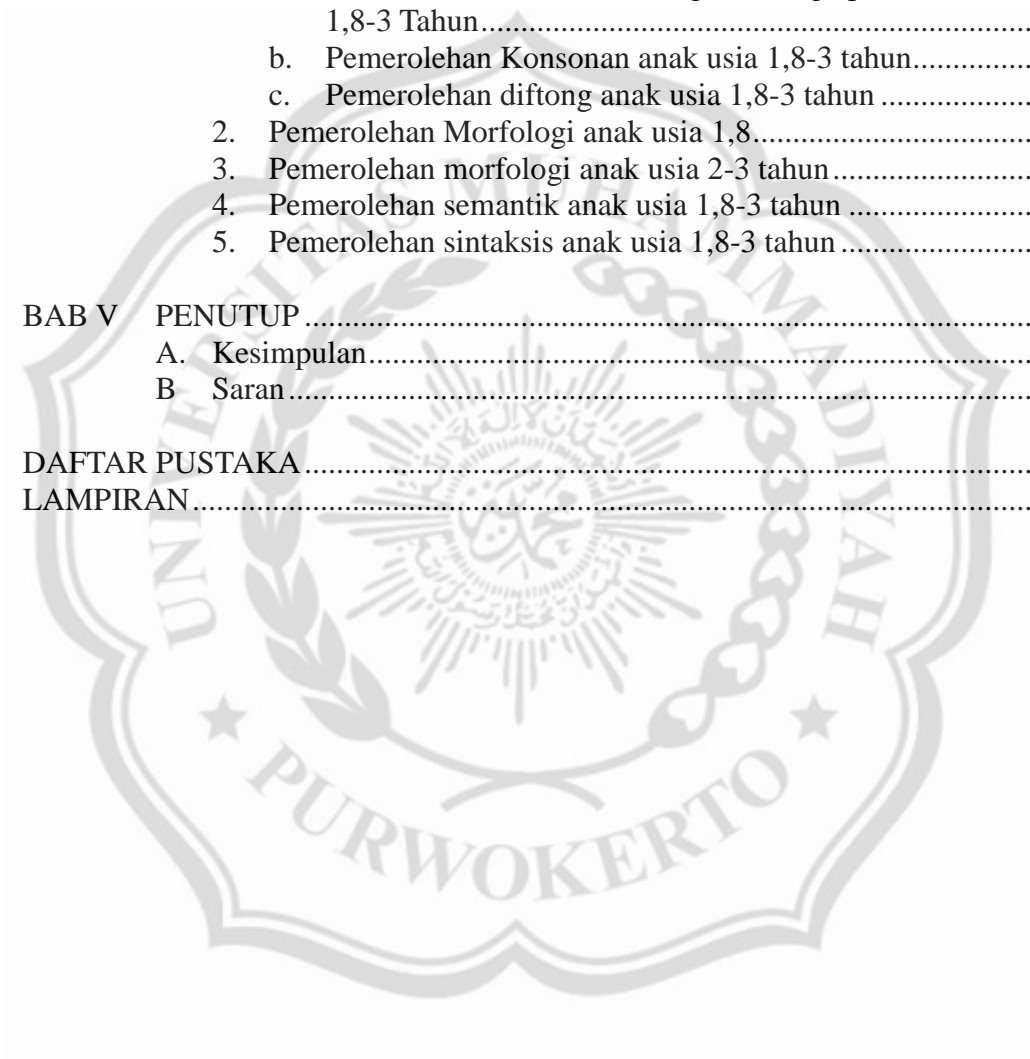 1,8-3 Tahun
b. Pemerolehan Konsonan anak usia 1,8-3 tahun
c. Pemerolehan diftong anak usia 1,8-3 tahun
2. Pemerolehan Morfologi anak usia 1,8
3. Pemerolehan morfologi anak usia 2-3 tahun
4. Pemerolehan semantik anak usia 1,8-3 tahun
5. Pemerolehan sintaksis anak usia 1,8-3 tahun
BAB V PENUTUP
A. Kesimpulan
B Saran
DAFTAR PUSTAKA
LAMPIRAN
UNIVERSITAS MUHAMMADIYAH
PURWOKERTO